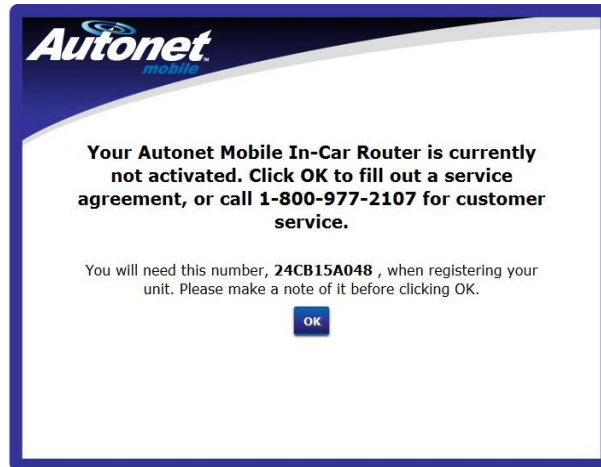 Autonet
mobile
Your Autonet Mobile In-Car Router is currently
not activated. Click OK to fill out a service
agreement, or call 1-800-977-2107 for customer
service.
You will need this number, 24CB15A048 , when registering your
unit. Please make a note of it before clicking OK.
OK